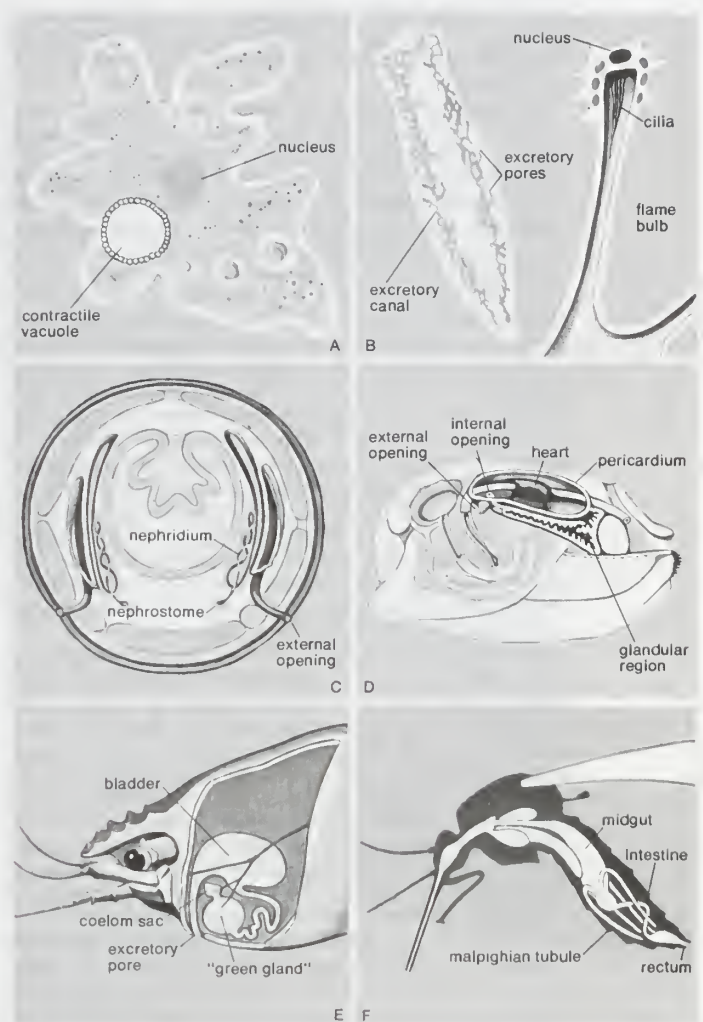 nucleus
contractile
vacuole
A
nucleus
cilia
excretory
pores
flame
bulb
excretory
canal
B
nephridium
nephrostome
external
opening
C
internal
opening
external
opening
heart
pericardium
glandular
region
D
bladder
coelom sac
excretory
pore
"green gland"
E
midgut
intestine
malpighian tubule
rectum
F